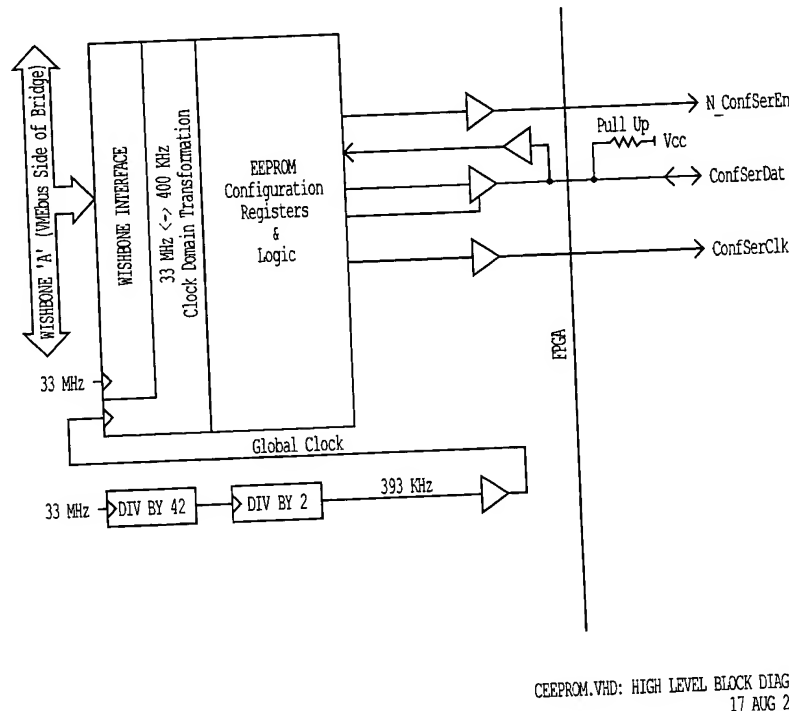 WISHBONE 'A' (VMEbus Side of Bridge)
WISHBONE INTERFACE
33 MHz <-> 400 KHz
Clock Domain Transformation
EEPROM
Configuration
Registers
&
Logic
N_ConfSerEn
Pull Up
Vcc
ConfSerDat
ConfSerClk
FPGA
33 MHz
Global Clock
33 MHz
DIV BY 42
DIV BY 2
393 KHz
CEEPROM.VHD: HIGH LEVEL BLOCK DIAG
17 AUG 2